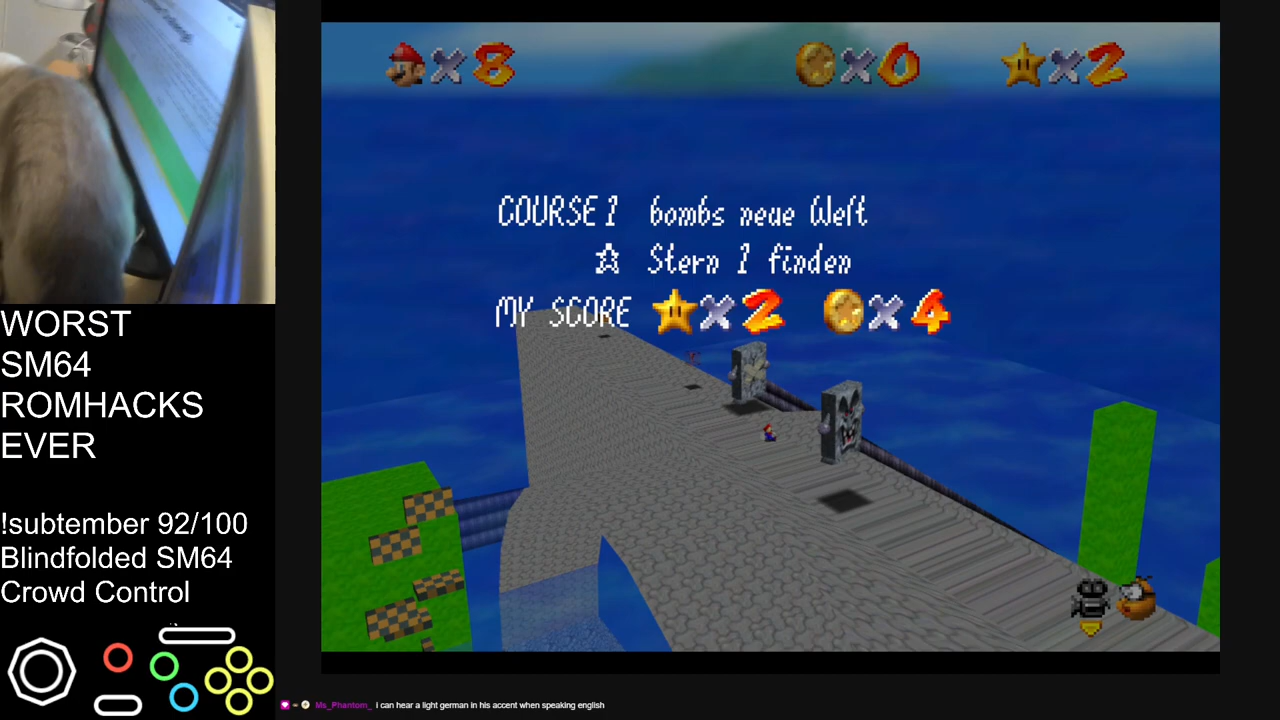 ×8 ×0 ×2
COURSE 1 bombs neue Welt
Stern 1 finden
MY SCORE ×2 ×4
WORST
SM64
ROMHACKS
EVER
!subtember 92/100
Blindfolded SM64
Crowd Control
Ms_Phantom_ i can hear a light german in his accent when speaking english